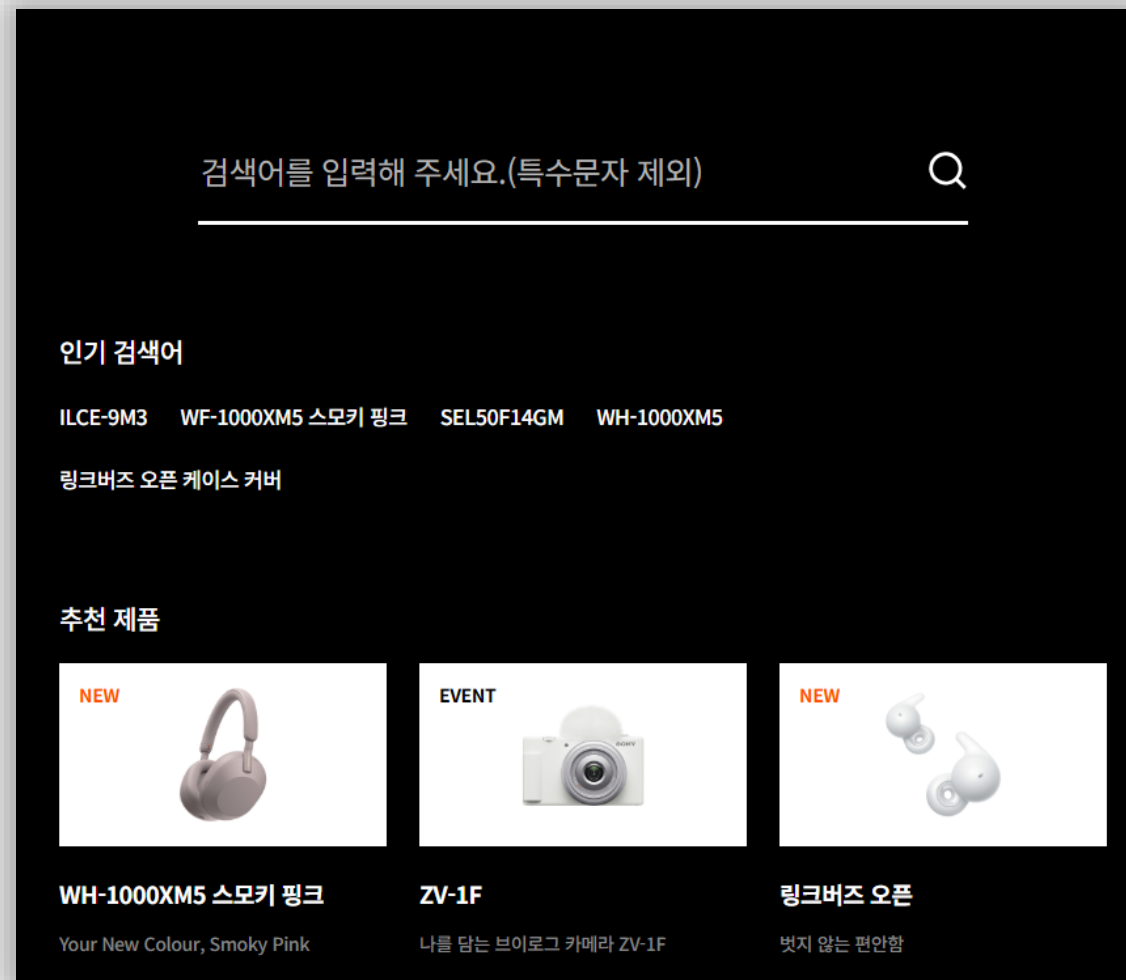 검색어를 입력해 주세요.(특수문자 제외)
인기 검색어
ILCE-9M3 WF-1000XM5 스모키 핑크 SEL50F14GM WH-1000XM5
링크버즈 오픈 케이스 커버
추천 제품
NEW EVENT NEW
SONY
WH-1000XM5 스모키 핑크 ZV-1F 링크버즈 오픈
Your New Colour, Smoky Pink 나를 담는 브이로그 카메라 ZV-1F 벗지 않는 편안함